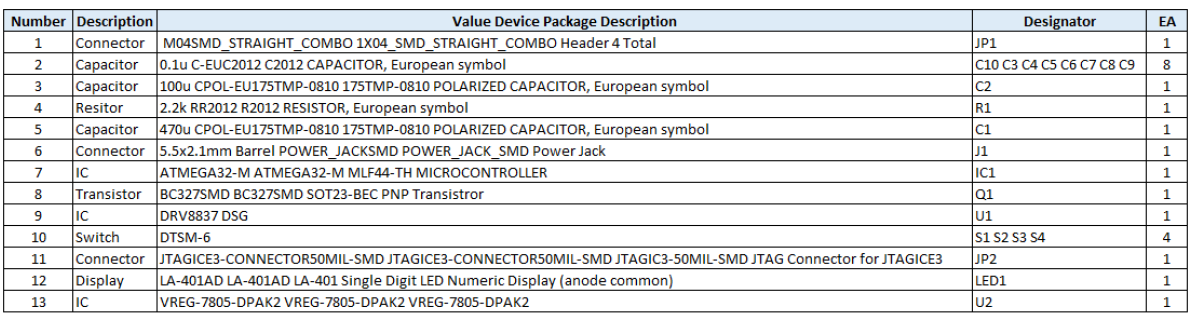 Number Description Value Device Package Description Designator EA
1 Connector M04SMD_STRAIGHT_COMBO 1X04_SMD_STRAIGHT_COMBO Header 4 Total JP1 1
2 Capacitor 0.1u C-EUC2012 C2012 CAPACITOR, European symbol C10 C3 C4 C5 C6 C7 C8 C9 8
3 Capacitor 100u CPOL-EU175TMP-0810 175TMP-0810 POLARIZED CAPACITOR, European symbol C2 1
4 Resitor 2.2k RR2012 R2012 RESISTOR, European symbol R1 1
5 Capacitor 470u CPOL-EU175TMP-0810 175TMP-0810 POLARIZED CAPACITOR, European symbol C1 1
6 Connector 5.5x2.1mm Barrel POWER_JACKSMD POWER_JACK_SMD Power Jack J1 1
7 IC ATMEGA32-M ATMEGA32-M MLF44-TH MICROCONTROLLER IC1 1
8 Transistor BC327SMD BC327SMD SOT23-BEC PNP Transistror Q1 1
9 IC DRV8837 DSG U1 1
10 Switch DTSM-6 S1 S2 S3 S4 4
11 Connector JTAGICE3-CONNECTOR50MIL-SMD JTAGICE3-CONNECTOR50MIL-SMD JTAGIC3-50MIL-SMD JTAG Connector for JTAGICE3 JP2 1
12 Display LA-401AD LA-401AD LA-401 Single Digit LED Numeric Display (anode common) LED1 1
13 IC VREG-7805-DPAK2 VREG-7805-DPAK2 VREG-7805-DPAK2 U2 1